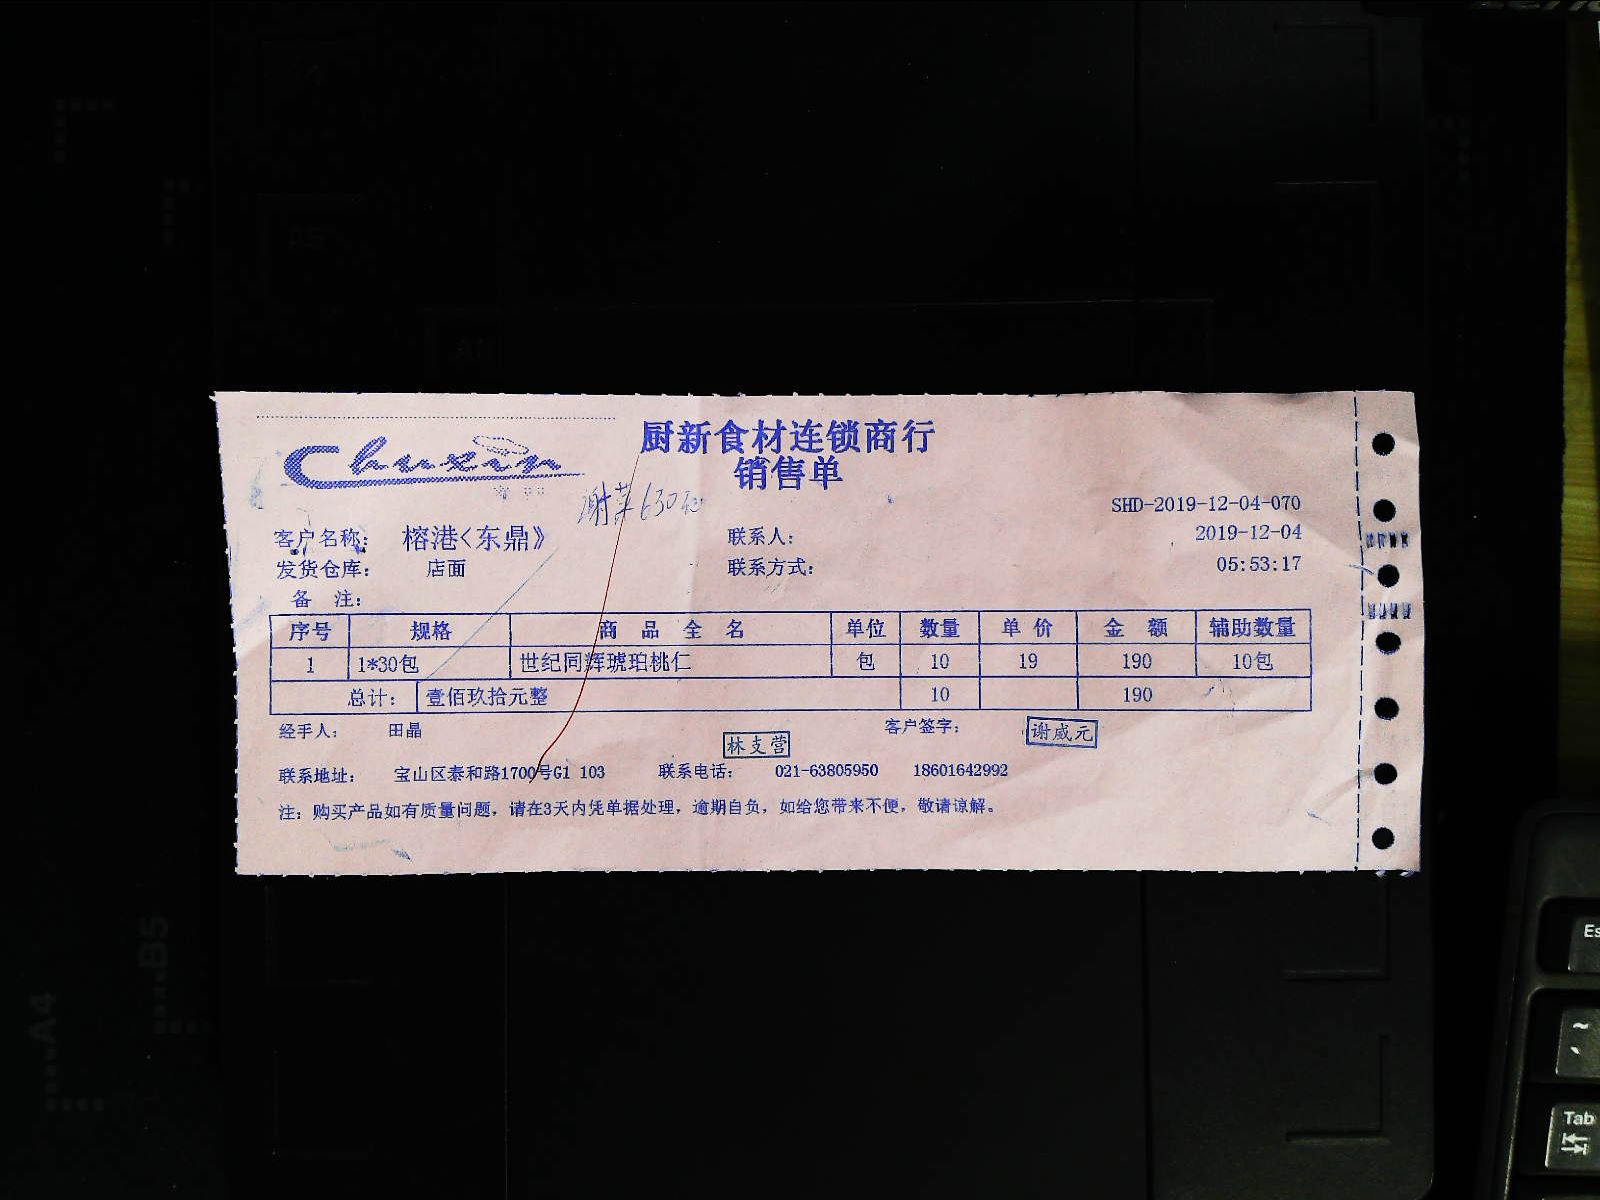 Chuxin
厨新食材连锁商行
销售单
谢菜630元
SHD-2019-12-04-070
客户名称： 榕港<东鼎》 联系人： 2019-12-04
发货仓库： 店面 联系方式： 05:53:17
备 注：
序号 规格 商 品 全 名 单位 数量 单 价 金 额 辅助数量
1 1*30包 世纪同辉琥珀桃仁 包 10 19 190 10包
总计： 壹佰玖拾元整 10 190
经手人： 田晶 客户签字： 谢威元
林支营
联系地址： 宝山区泰和路1700号G1 103 联系电话： 021-63805950 18601642992
注：购买产品如有质量问题，请在3天内凭单据处理，逾期自负，如给您带来不便，敬请谅解。
A4
B5
Es
~
Tab